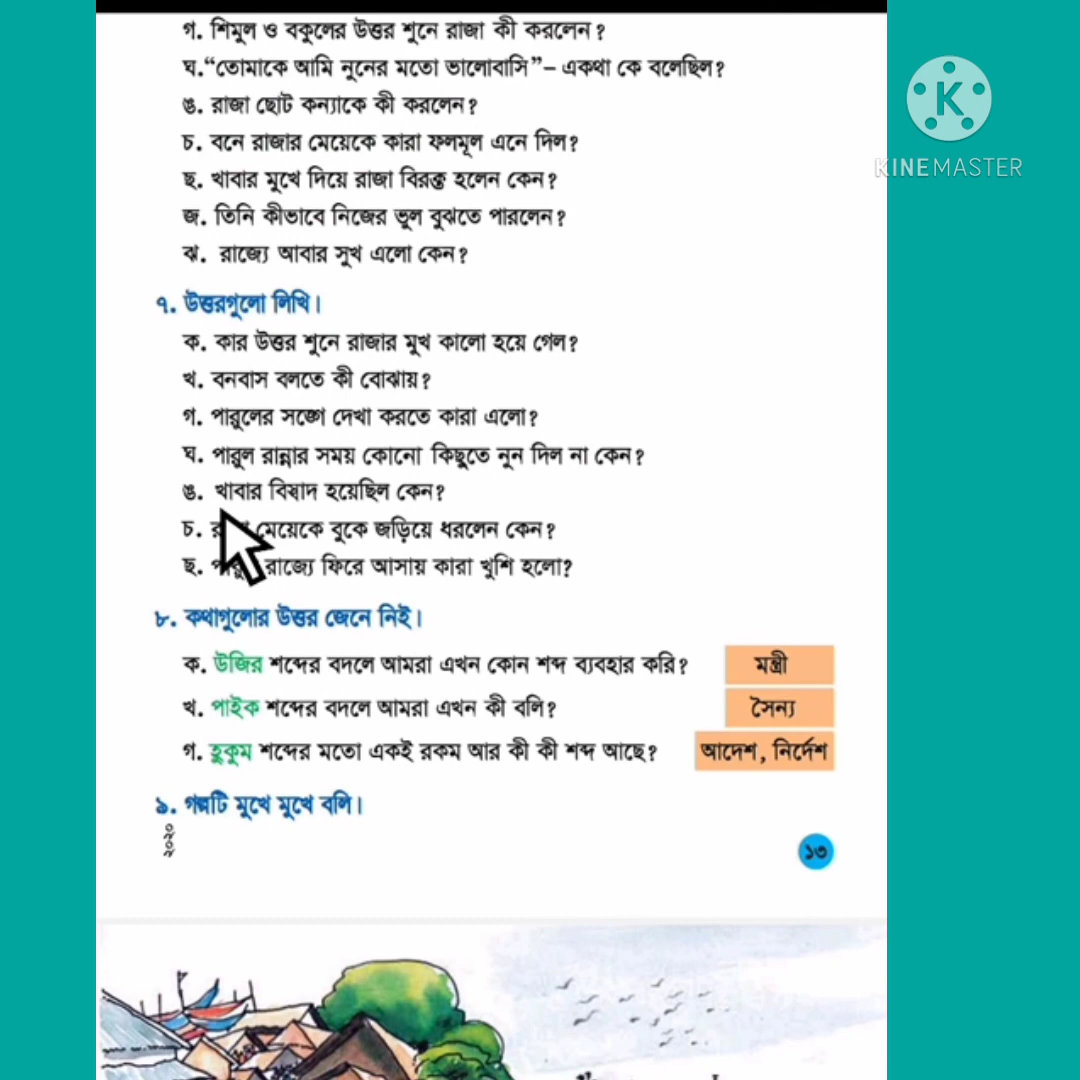 গ. শিমুল ও বকুলের উত্তর শুনে রাজা কী করলেন?
ঘ. “তোমাকে আমি নুনের মতো ভালোবাসি”– একথা কে বলেছিল?
ঙ. রাজা ছোট কন্যাকে কী করলেন?
চ. বনে রাজার মেয়েকে কারা ফলমূল এনে দিল?
ছ. খাবার মুখে দিয়ে রাজা বিরক্ত হলেন কেন?
জ. তিনি কীভাবে নিজের ভুল বুঝতে পারলেন?
ঝ. রাজ্যে আবার সুখ এলো কেন?
৭. উত্তরগুলো লিখি।
ক. কার উত্তর শুনে রাজার মুখ কালো হয়ে গেল?
খ. বনবাস বলতে কী বোঝায়?
গ. পারুলের সঙ্গে দেখা করতে কারা এলো?
ঘ. পারুল রান্নার সময় কোনো কিছুতে নুন দিল না কেন?
ঙ. খাবার বিস্বাদ হয়েছিল কেন?
চ. মেয়েকে বুকে জড়িয়ে ধরলেন কেন?
ছ. রাজ্যে ফিরে আসায় কারা খুশি হলো?
৮. কথাগুলোর উত্তর জেনে নিই।
ক. উজির শব্দের বদলে আমরা এখন কোন শব্দ ব্যবহার করি? মন্ত্রী
খ. পাইক শব্দের বদলে আমরা এখন কী বলি? সৈন্য
গ. হুকুম শব্দের মতো একই রকম আর কী কী শব্দ আছে? আদেশ, নির্দেশ
৯. গল্পটি মুখে মুখে বলি।
১৩
K
KINEMASTER